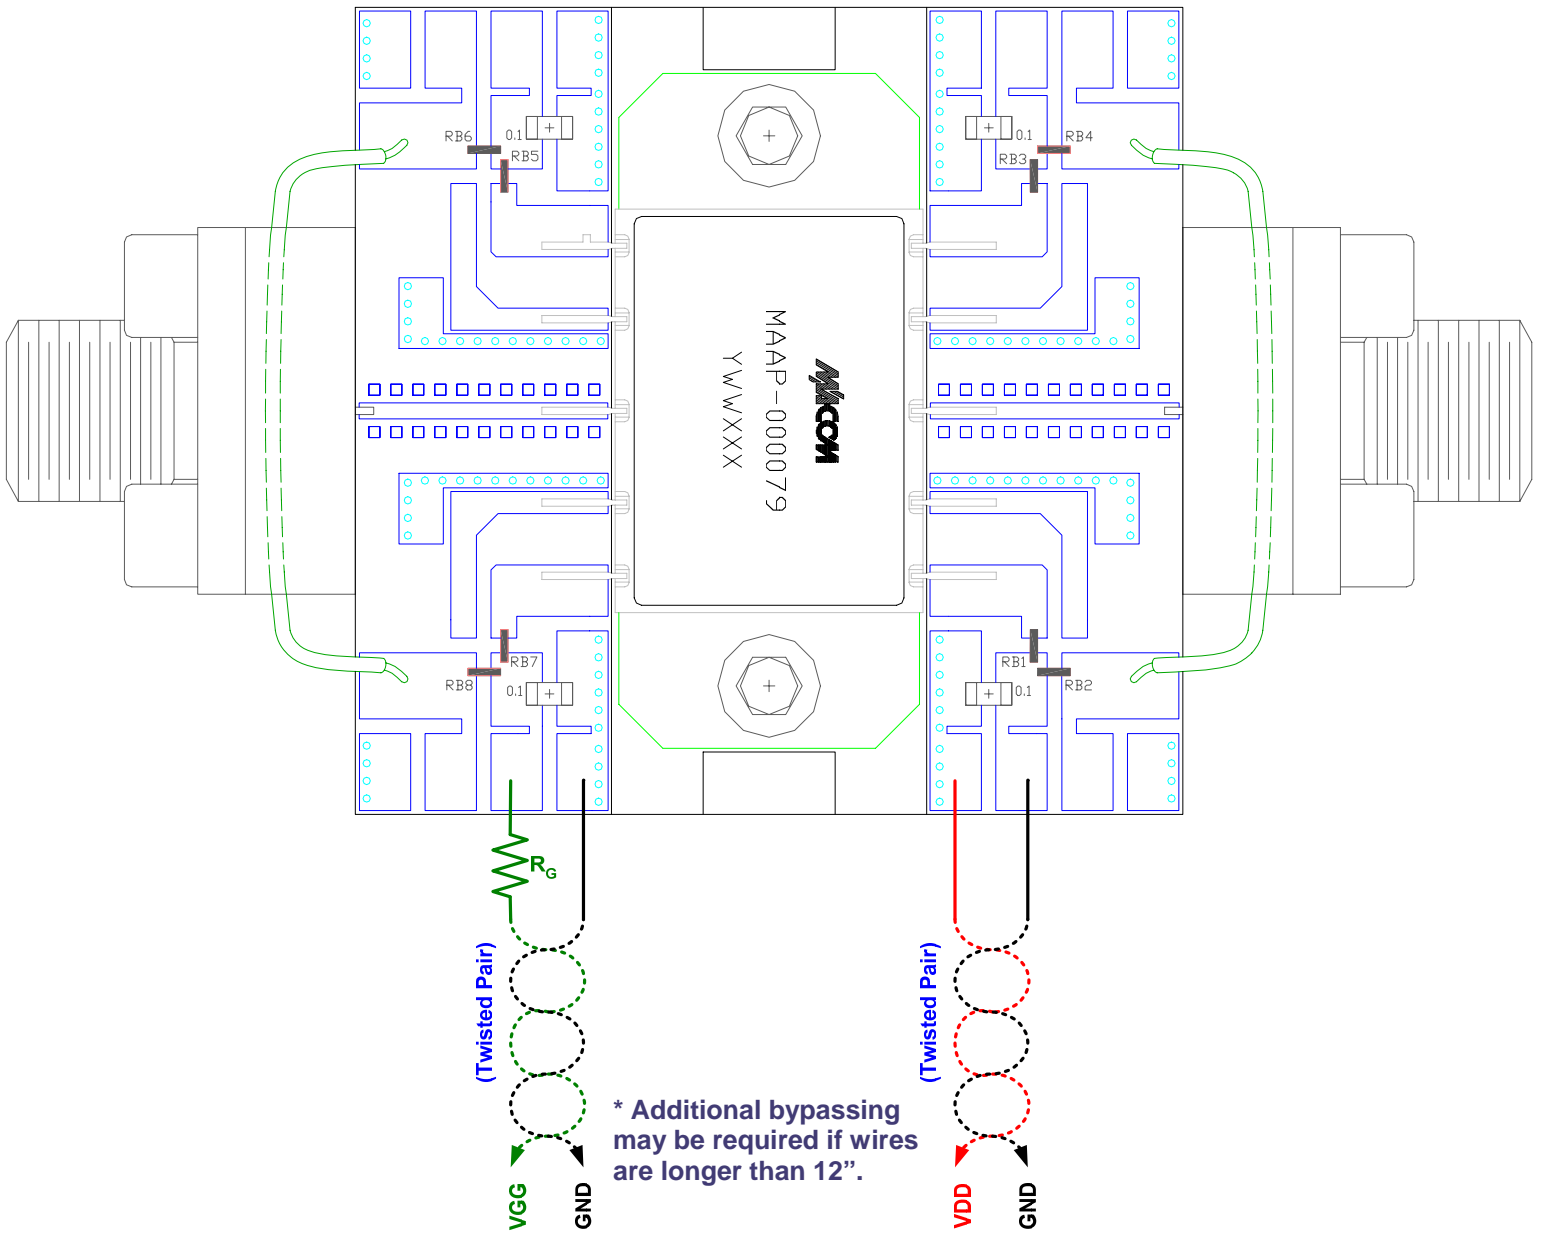 RB6
0.1
RB5
0.1
RB4
RB3
MACOM
MAAP-000079
YWWXXX
RB7
RB8
0.1
RB1
0.1
RB2
RG
(Twisted Pair)
(Twisted Pair)
* Additional bypassing
may be required if wires
are longer than 12”.
VGG
GND
VDD
GND